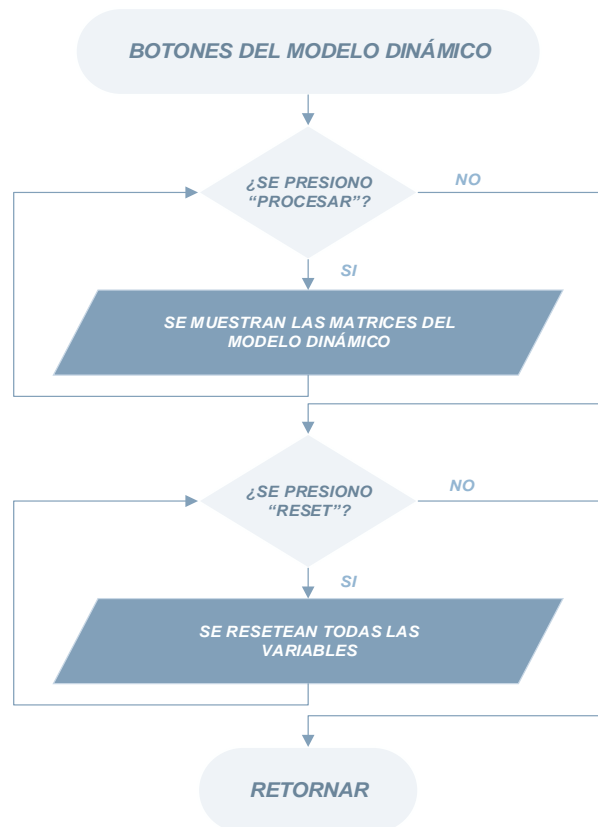 BOTONES DEL MODELO DINÁMICO
¿SE PRESIONO
“PROCESAR”?
NO
SI
SE MUESTRAN LAS MATRICES DEL
MODELO DINÁMICO
¿SE PRESIONO
“RESET”?
NO
SI
SE RESETEAN TODAS LAS
VARIABLES
RETORNAR